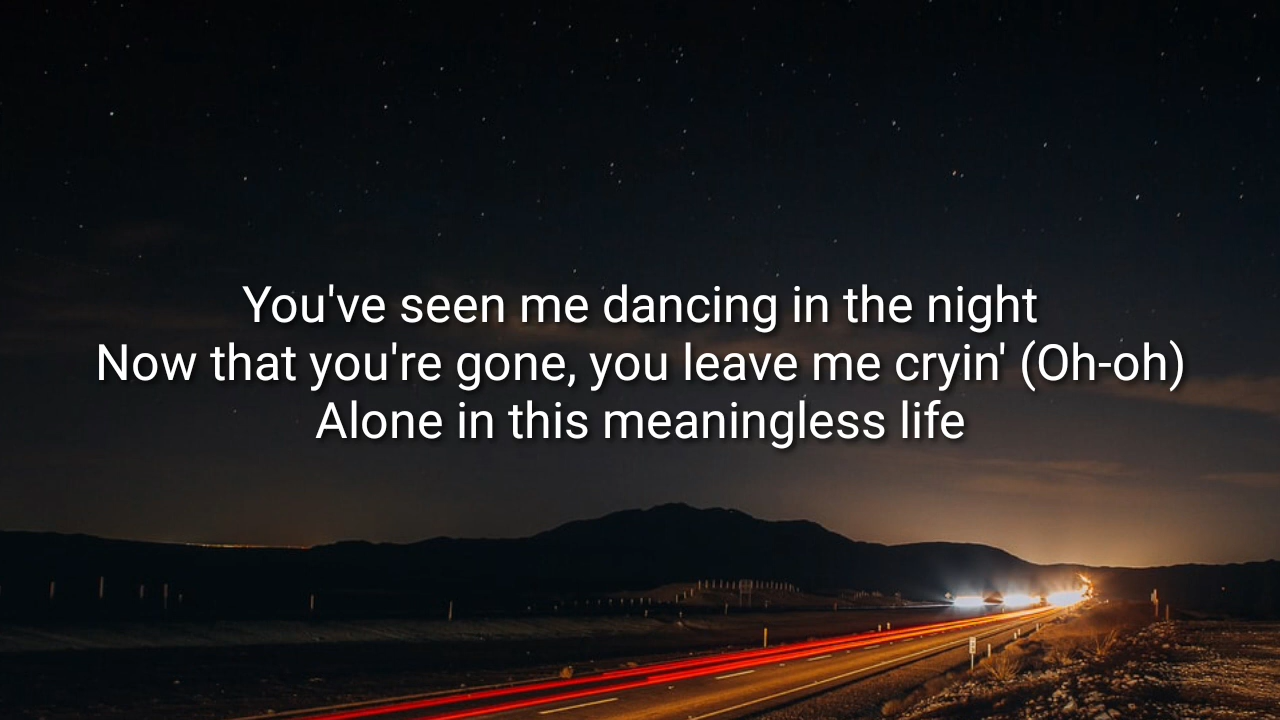 You've seen me dancing in the night
Now that you're gone, you leave me cryin' (Oh-oh)
Alone in this meaningless life